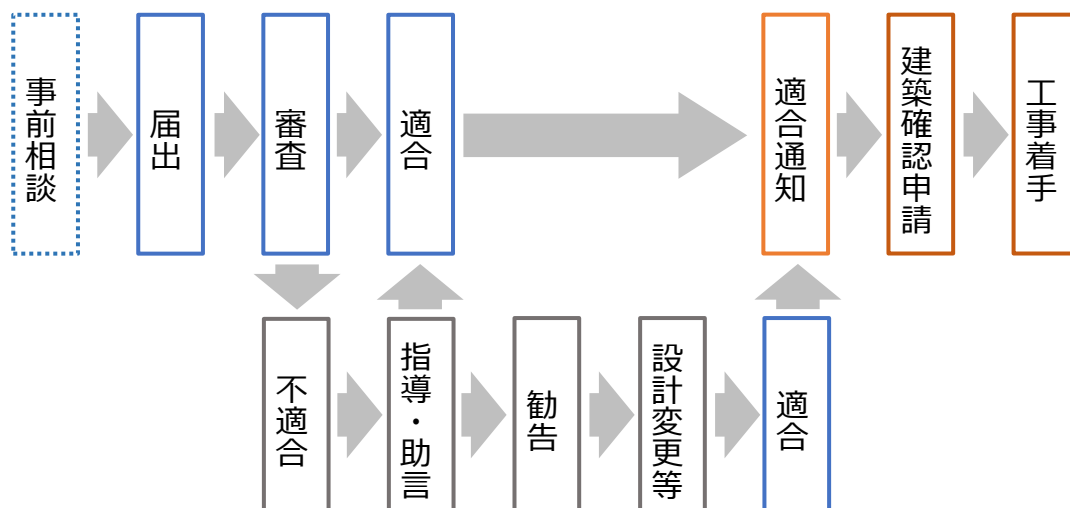 事前相談
届出
審査
適合
適合通知
建築確認申請
工事着手
不適合
指導・助言
勧告
設計変更等
適合